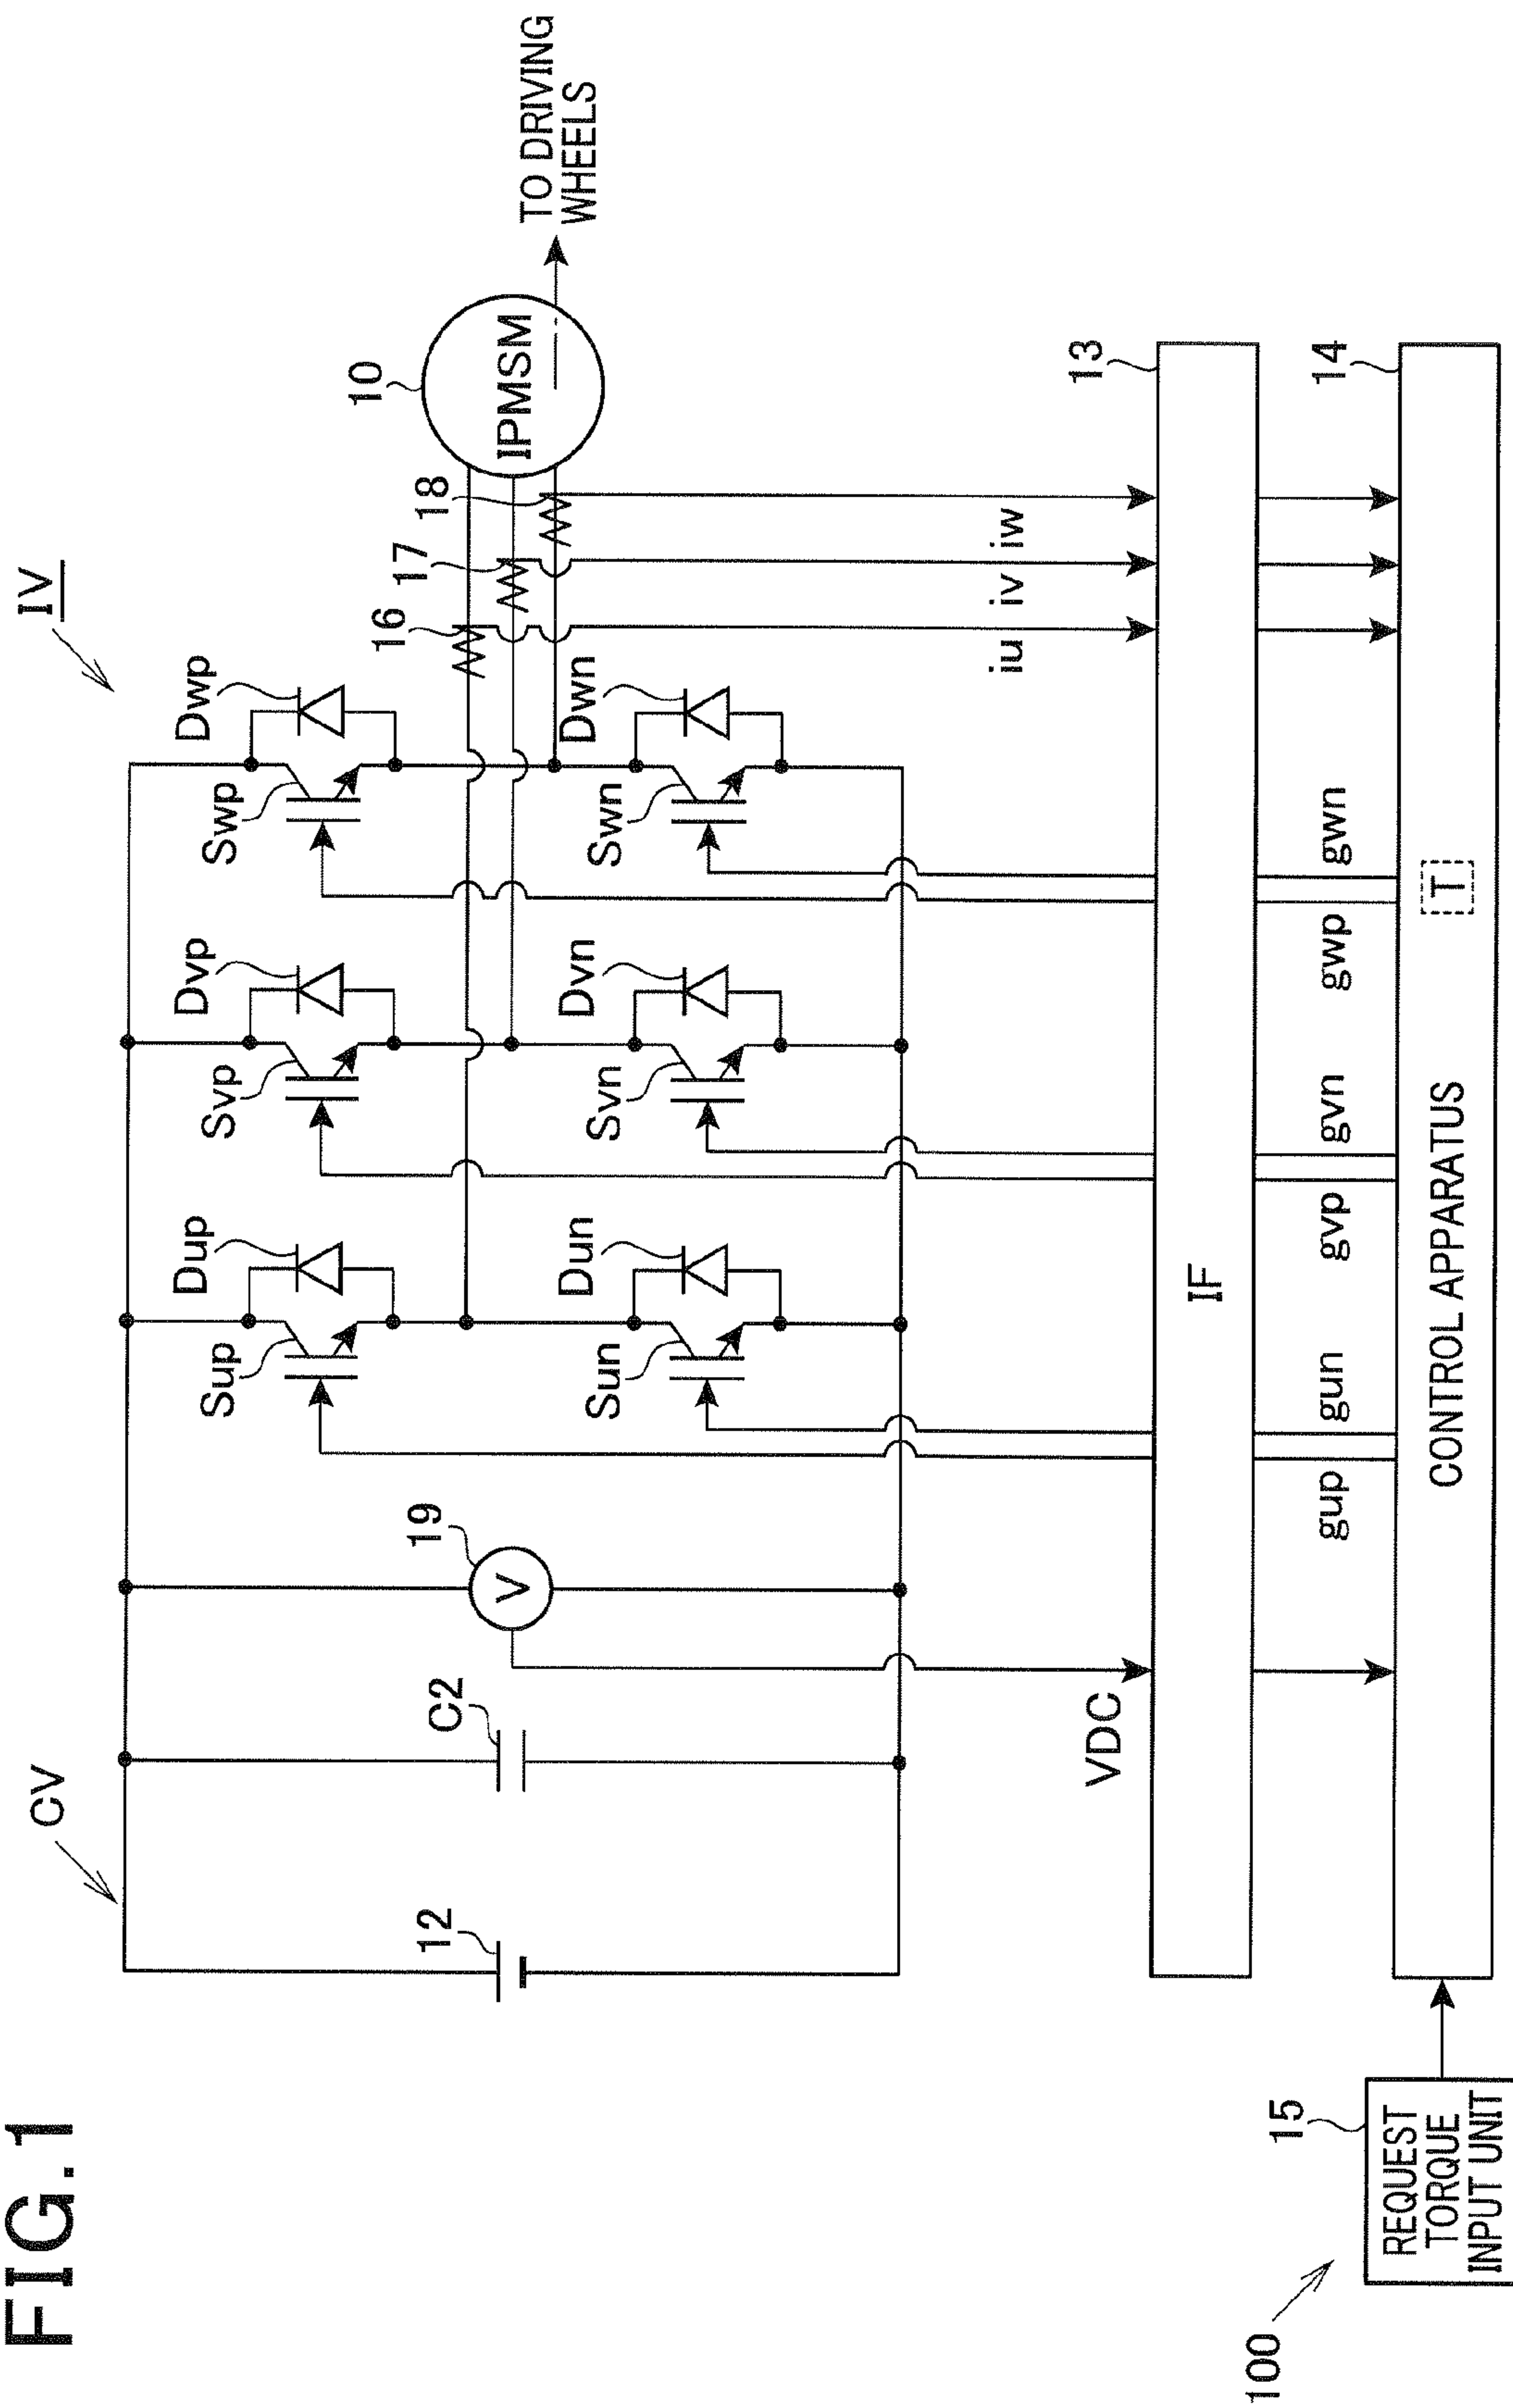 FIG.1
CV
IV
Dup
Dvp
Dwp
Sup
Svp
Swp
12
C2
19
V
16
17
18
10
IPMSM
TO DRIVING
WHEELS
Dun
Dvn
Dwn
Sun
Svn
Swn
iu
iv
iw
VDC
13
IF
gup
gun
gvp
gvn
gwp
gwn
14
CONTROL APPARATUS
T
15
REQUEST
TORQUE
INPUT UNIT
100